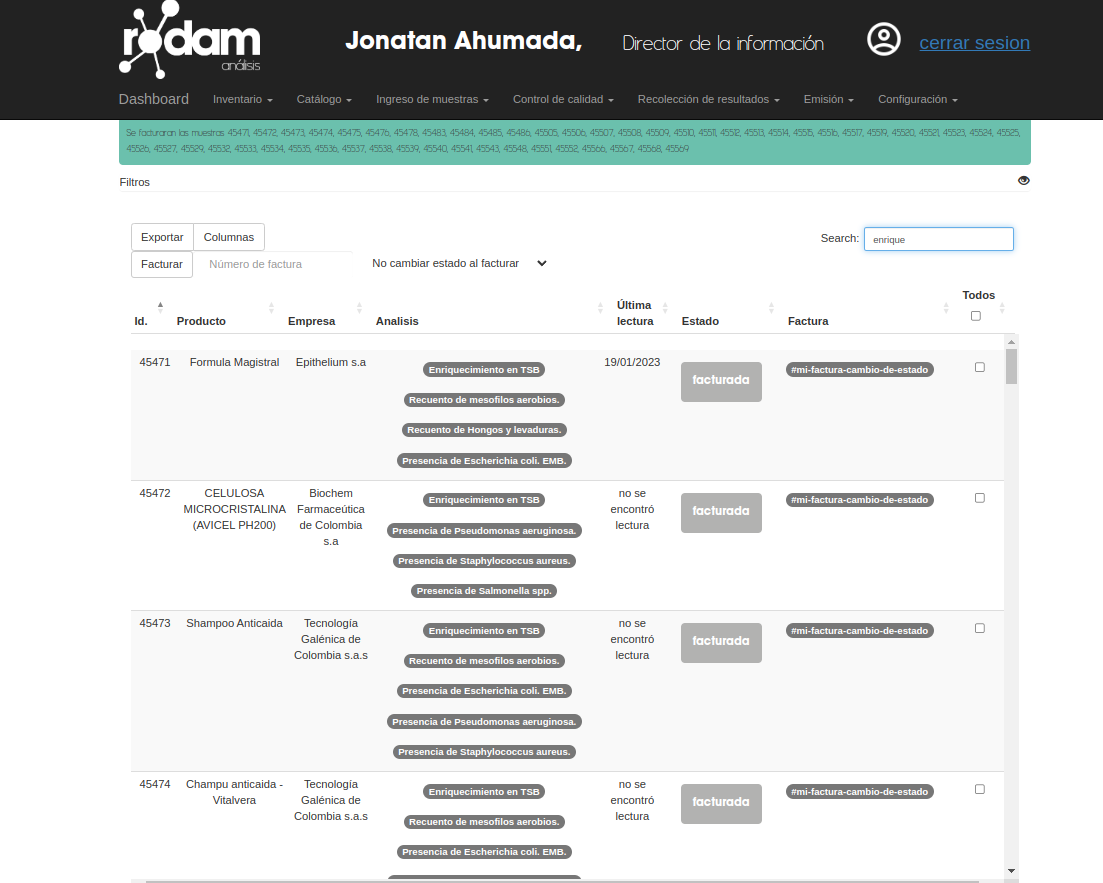 rodam
análisis
Jonatan Ahumada,
Director de la información
cerrar sesion
Dashboard Inventario Catálogo Ingreso de muestras Control de calidad Recolección de resultados Emisión Configuración
Se facturaron las muestras 45471, 45472, 45473, 45474, 45475, 45476, 45478, 45483, 45484, 45485, 45486, 45505, 45506, 45507, 45508, 45509, 45510, 45511, 45512, 45513, 45514, 45515, 45516, 45517, 45519, 45520, 45521, 45523, 45524, 45525,
45526, 45527, 45529, 45532, 45533, 45534, 45535, 45536, 45537, 45538, 45539, 45540, 45541, 45543, 45548, 45551, 45552, 45566, 45567, 45568, 45569
Filtros
Exportar Columnas
Search: enrique
Facturar Número de factura No cambiar estado al facturar
Id. Producto Empresa Analisis Última lectura Estado Factura Todos
45471 Formula Magistral Epithelium s.a Enriquecimiento en TSB 19/01/2023 facturada #mi-factura-cambio-de-estado
Recuento de mesofilos aerobios.
Recuento de Hongos y levaduras.
Presencia de Escherichia coli. EMB.
45472 CELULOSA Biochem Enriquecimiento en TSB no se facturada #mi-factura-cambio-de-estado
MICROCRISTALINA Farmaceútica encontró
(AVICEL PH200) de Colombia Presencia de Pseudomonas aeruginosa. lectura
s.a
Presencia de Staphylococcus aureus.
Presencia de Salmonella spp.
45473 Shampoo Anticaida Tecnología Enriquecimiento en TSB no se facturada #mi-factura-cambio-de-estado
Galénica de encontró
Colombia s.a.s Recuento de mesofilos aerobios. lectura
Presencia de Escherichia coli. EMB.
Presencia de Pseudomonas aeruginosa.
Presencia de Staphylococcus aureus.
45474 Champu anticaida - Tecnología Enriquecimiento en TSB no se facturada #mi-factura-cambio-de-estado
Vitalvera Galénica de encontró
Colombia s.a.s Recuento de mesofilos aerobios. lectura
Presencia de Escherichia coli. EMB.